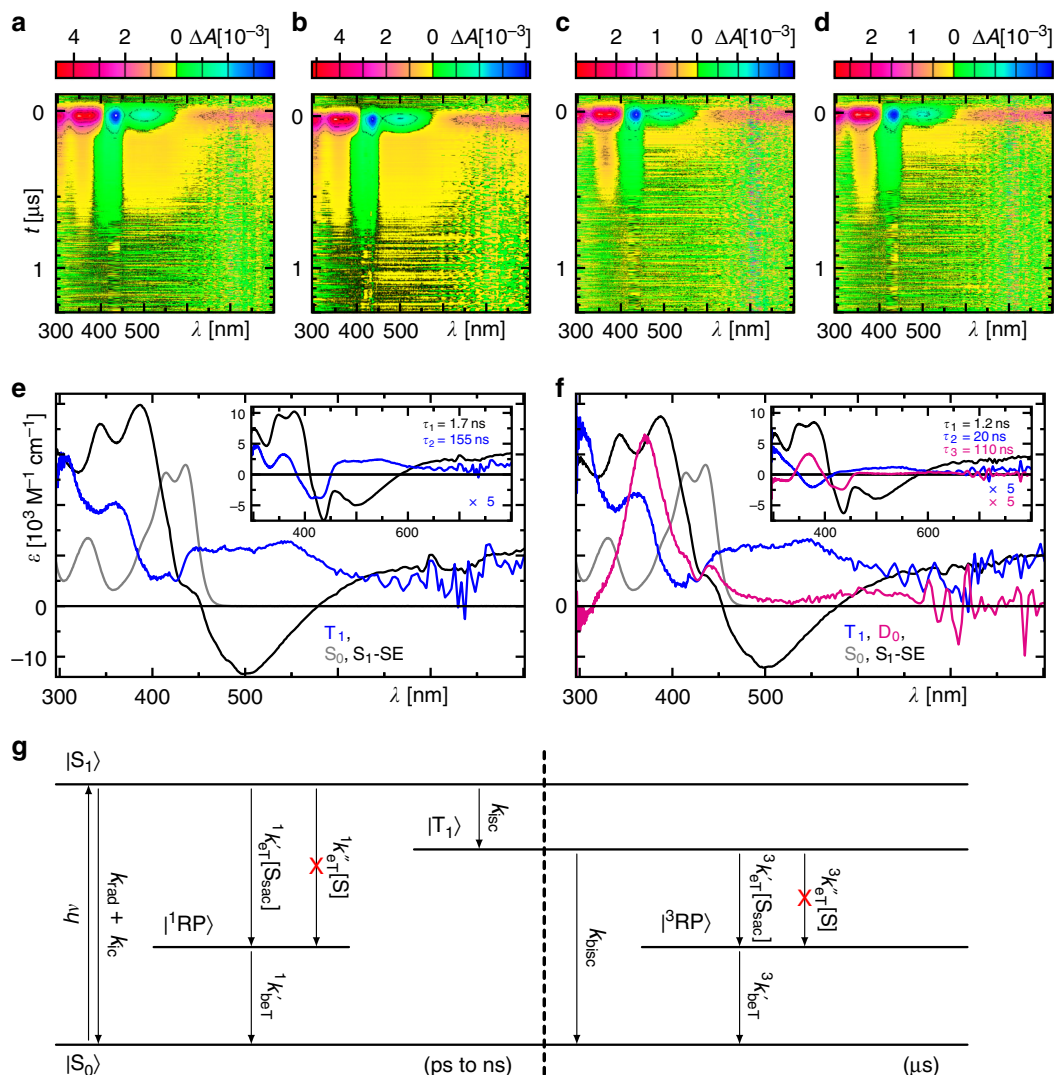 a b c d
4 2 0 ΔA[10⁻³]
4 2 0 ΔA[10⁻³]
2 1 0 ΔA[10⁻³]
2 1 0 ΔA[10⁻³]
0
0
0
0
t [μs]
1
1
1
1
300 400 500 λ [nm]
300 400 500 λ [nm]
300 400 500 λ [nm]
300 400 500 λ [nm]
e
10
5
0
−5
τ₁ = 1.7 ns
τ₂ = 155 ns
× 5
400 600
ε [10³ M⁻¹ cm⁻¹]
0
−10
T₁,
S₀, S₁-SE
300 400 500 λ [nm]
f
10
5
0
−5
τ₁ = 1.2 ns
τ₂ = 20 ns
τ₃ = 110 ns
× 5
× 5
400 600
0
T₁, D₀,
S₀, S₁-SE
300 400 500 λ [nm]
g
|S₁⟩
hν
k_rad + k_ic
¹k′_eT[S_sac]
¹k″_eT[S]
X
|¹RP⟩
¹k′_beT
|T₁⟩
k_isc
k_bisc
³k′_eT[S_sac]
³k″_eT[S]
X
|³RP⟩
³k′_beT
|S₀⟩
(ps to ns)
(μs)